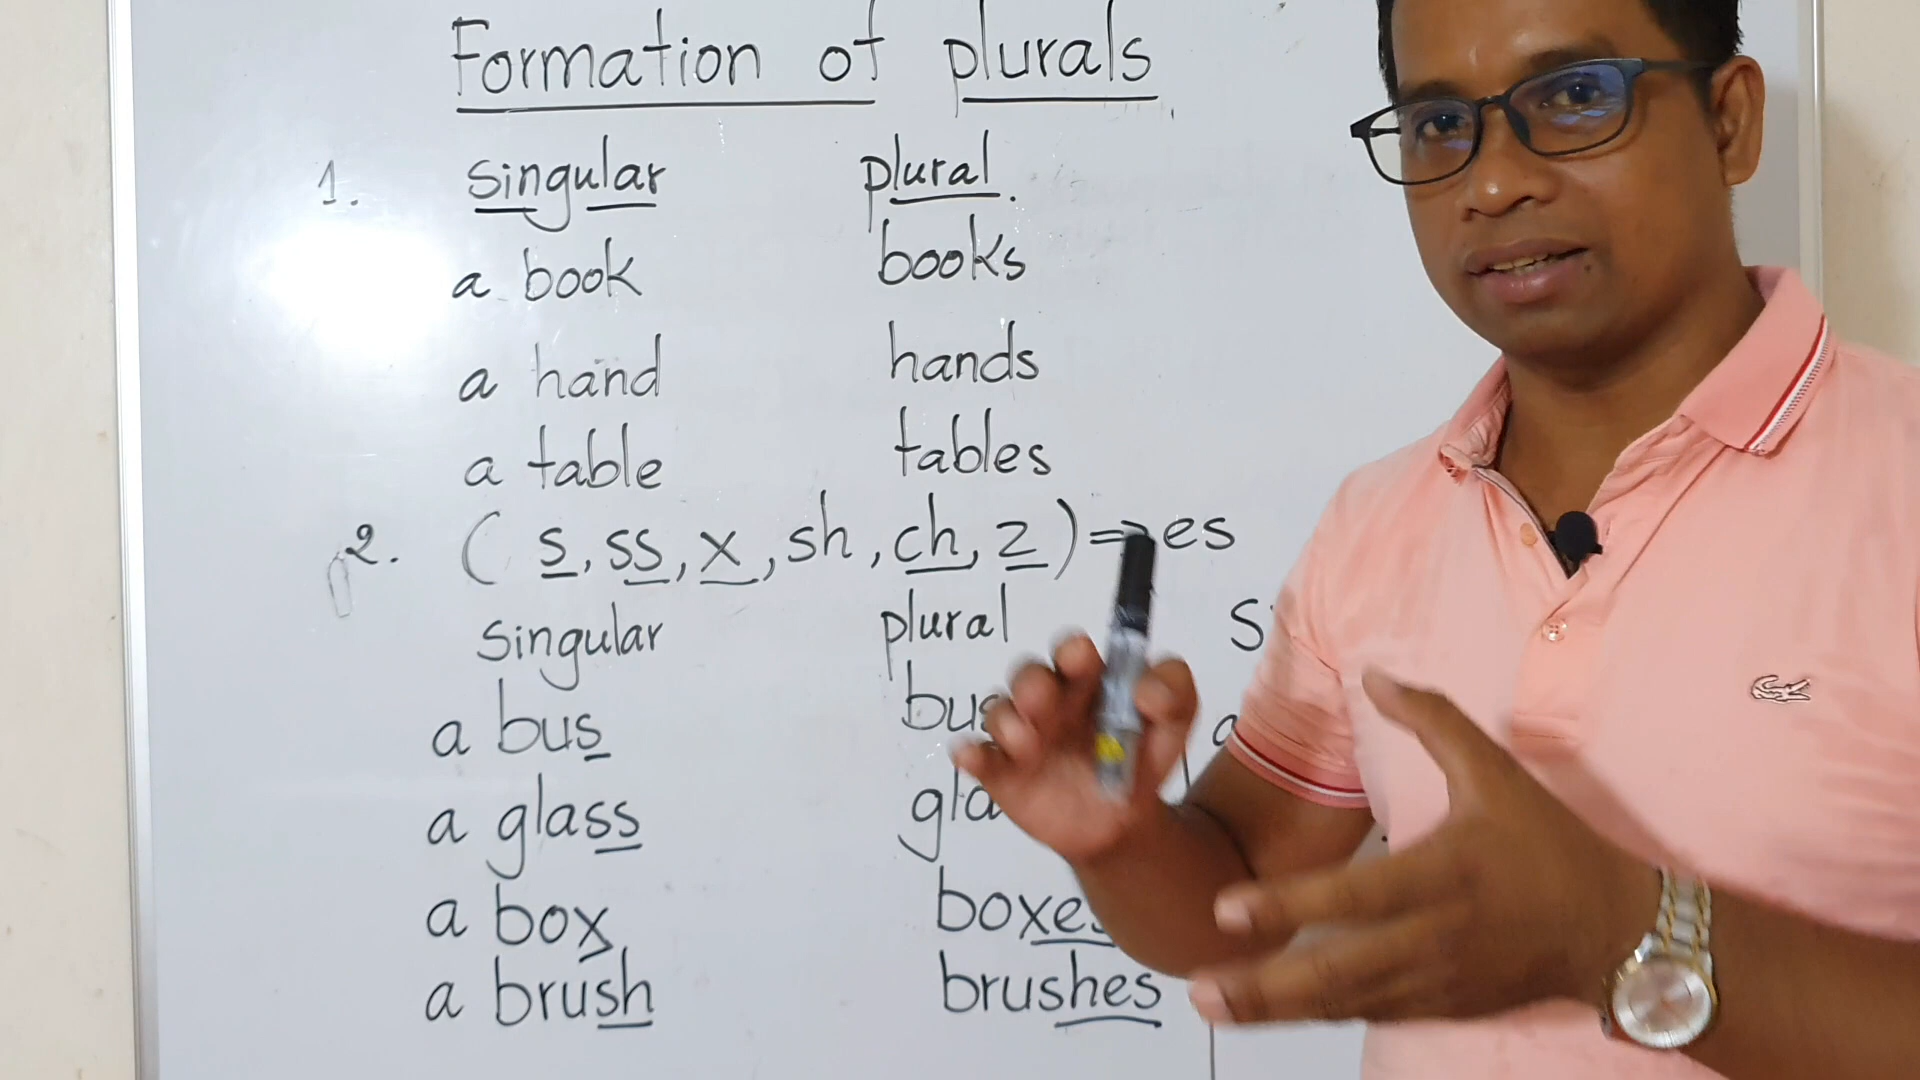 Formation of plurals
1. singular plural.
a book books
a hand hands
a table tables
2. ( s, ss, x, sh, ch, z ) ⇒ es
singular plural
a bus
a glass
a box boxes
a brush brushes